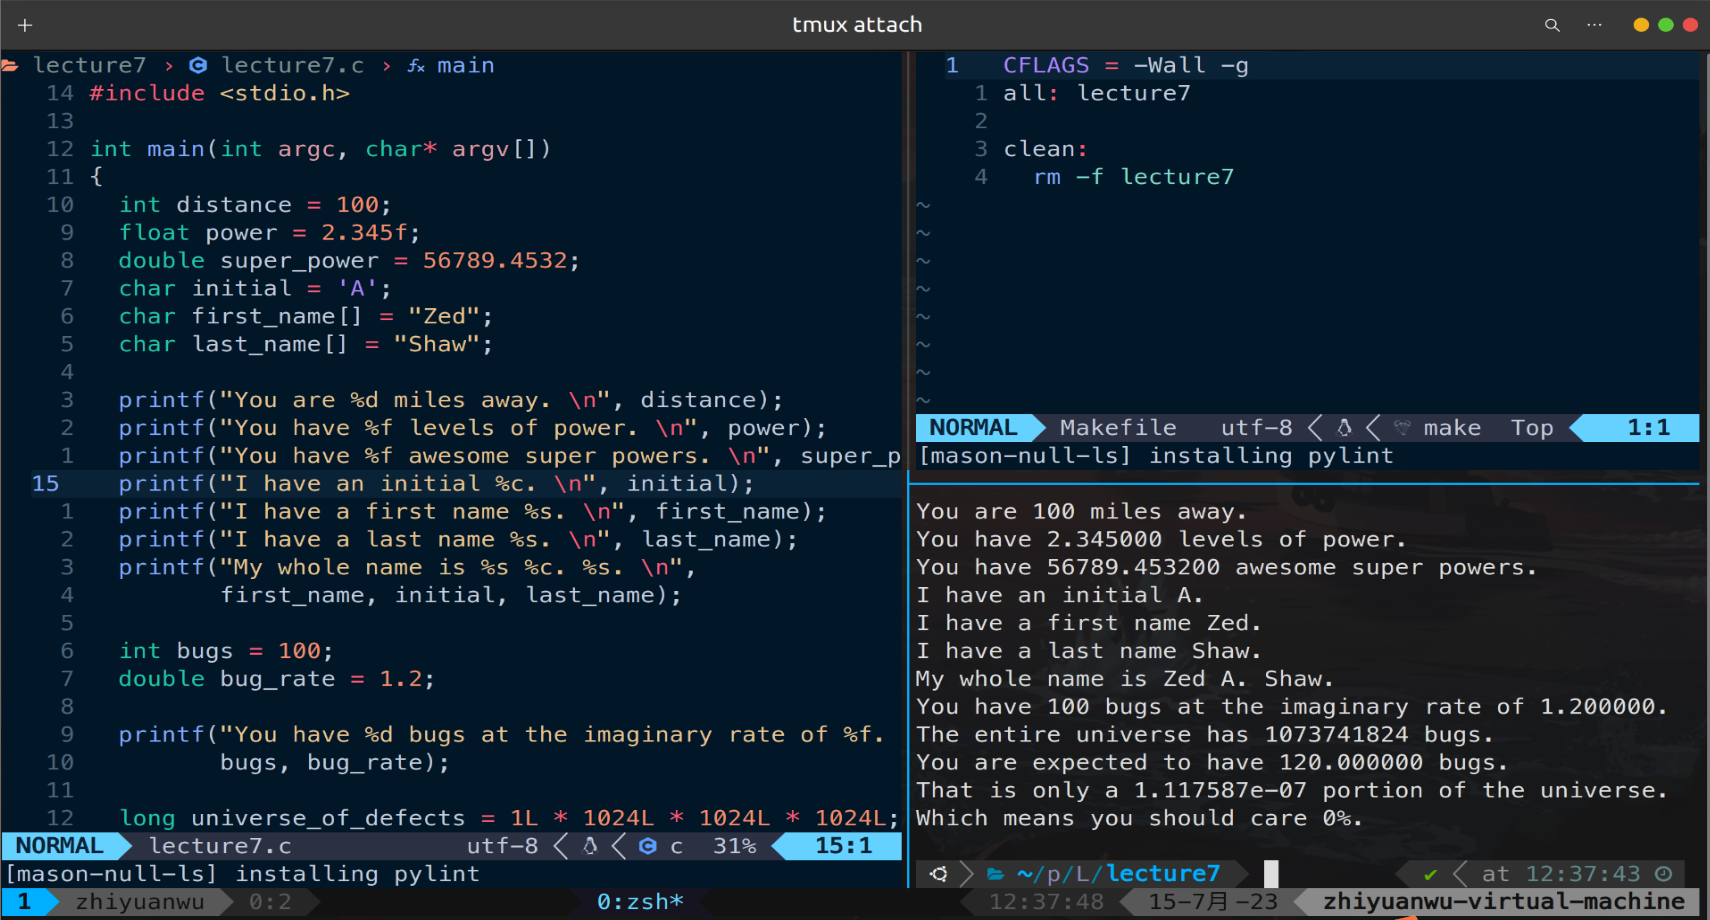 tmux attach
lecture7 › lecture7.c › main
14 #include <stdio.h>
13
12 int main(int argc, char* argv[])
11 {
10   int distance = 100;
9   float power = 2.345f;
8   double super_power = 56789.4532;
7   char initial = 'A';
6   char first_name[] = "Zed";
5   char last_name[] = "Shaw";
4
3   printf("You are %d miles away. \n", distance);
2   printf("You have %f levels of power. \n", power);
1   printf("You have %f awesome super powers. \n", super_p
15   printf("I have an initial %c. \n", initial);
1   printf("I have a first name %s. \n", first_name);
2   printf("I have a last name %s. \n", last_name);
3   printf("My whole name is %s %c. %s. \n",
4          first_name, initial, last_name);
5
6   int bugs = 100;
7   double bug_rate = 1.2;
8
9   printf("You have %d bugs at the imaginary rate of %f.
10          bugs, bug_rate);
11
12   long universe_of_defects = 1L * 1024L * 1024L * 1024L;
NORMAL lecture7.c utf-8 c 31% 15:1
[mason-null-ls] installing pylint
1 CFLAGS = -Wall -g
1 all: lecture7
2
3 clean:
4   rm -f lecture7
~
~
~
~
~
~
~
~
NORMAL Makefile utf-8 make Top 1:1
[mason-null-ls] installing pylint
You are 100 miles away.
You have 2.345000 levels of power.
You have 56789.453200 awesome super powers.
I have an initial A.
I have a first name Zed.
I have a last name Shaw.
My whole name is Zed A. Shaw.
You have 100 bugs at the imaginary rate of 1.200000.
The entire universe has 1073741824 bugs.
You are expected to have 120.000000 bugs.
That is only a 1.117587e-07 portion of the universe.
Which means you should care 0%.
~/p/L/lecture7 ✔ at 12:37:43
1 zhiyuanwu 0:2 0:zsh* 12:37:48 15-7月-23 zhiyuanwu-virtual-machine